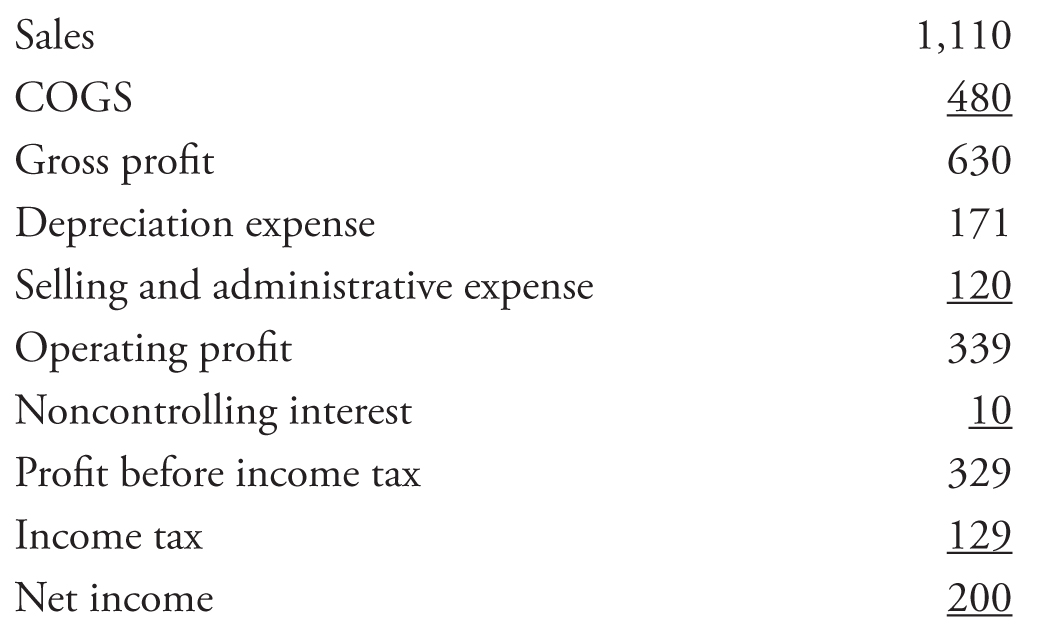 Sales 1,110
COGS 480
Gross profit 630
Depreciation expense 171
Selling and administrative expense 120
Operating profit 339
Noncontrolling interest 10
Profit before income tax 329
Income tax 129
Net income 200